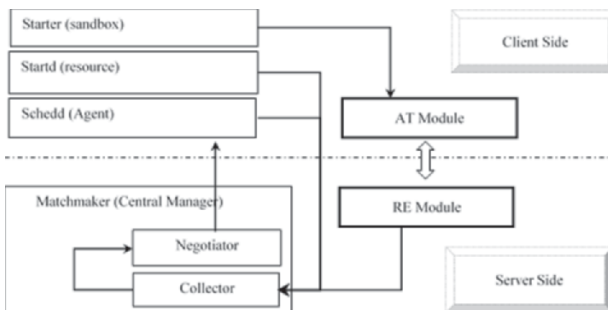 Starter (sandbox)
Client Side
Startd (resource)
Schedd (Agent)
AT Module
Matchmaker (Central Manager)
RE Module
Negotiator
Collector
Server Side